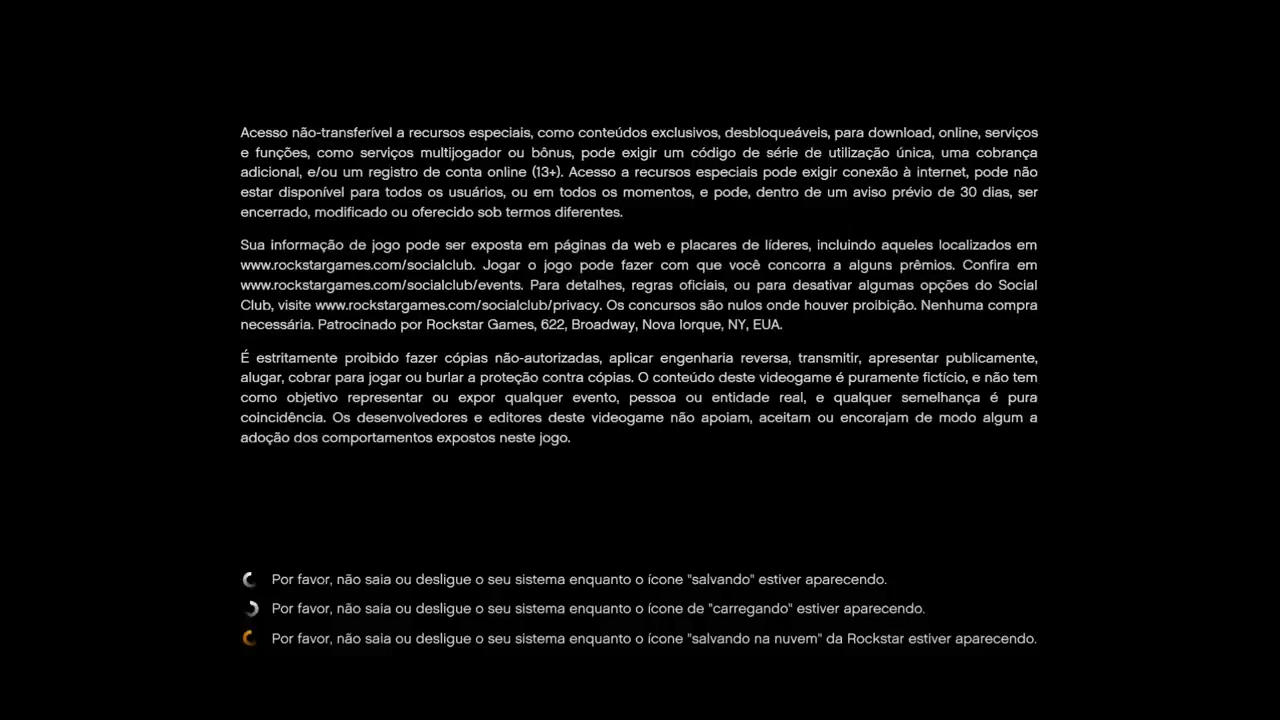 Acesso não-transferível a recursos especiais, como conteúdos exclusivos, desbloqueáveis, para download, online, serviços
e funções, como serviços multijogador ou bônus, pode exigir um código de série de utilização única, uma cobrança
adicional, e/ou um registro de conta online (13+). Acesso a recursos especiais pode exigir conexão à internet, pode não
estar disponível para todos os usuários, ou em todos os momentos, e pode, dentro de um aviso prévio de 30 dias, ser
encerrado, modificado ou oferecido sob termos diferentes.
Sua informação de jogo pode ser exposta em páginas da web e placares de líderes, incluindo aqueles localizados em
www.rockstargames.com/socialclub. Jogar o jogo pode fazer com que você concorra a alguns prêmios. Confira em
www.rockstargames.com/socialclub/events. Para detalhes, regras oficiais, ou para desativar algumas opções do Social
Club, visite www.rockstargames.com/socialclub/privacy. Os concursos são nulos onde houver proibição. Nenhuma compra
necessária. Patrocinado por Rockstar Games, 622, Broadway, Nova Iorque, NY, EUA.
É estritamente proibido fazer cópias não-autorizadas, aplicar engenharia reversa, transmitir, apresentar publicamente,
alugar, cobrar para jogar ou burlar a proteção contra cópias. O conteúdo deste videogame é puramente fictício, e não tem
como objetivo representar ou expor qualquer evento, pessoa ou entidade real, e qualquer semelhança é pura
coincidência. Os desenvolvedores e editores deste videogame não apoiam, aceitam ou encorajam de modo algum a
adoção dos comportamentos expostos neste jogo.
Por favor, não saia ou desligue o seu sistema enquanto o ícone "salvando" estiver aparecendo.
Por favor, não saia ou desligue o seu sistema enquanto o ícone de "carregando" estiver aparecendo.
Por favor, não saia ou desligue o seu sistema enquanto o ícone "salvando na nuvem" da Rockstar estiver aparecendo.